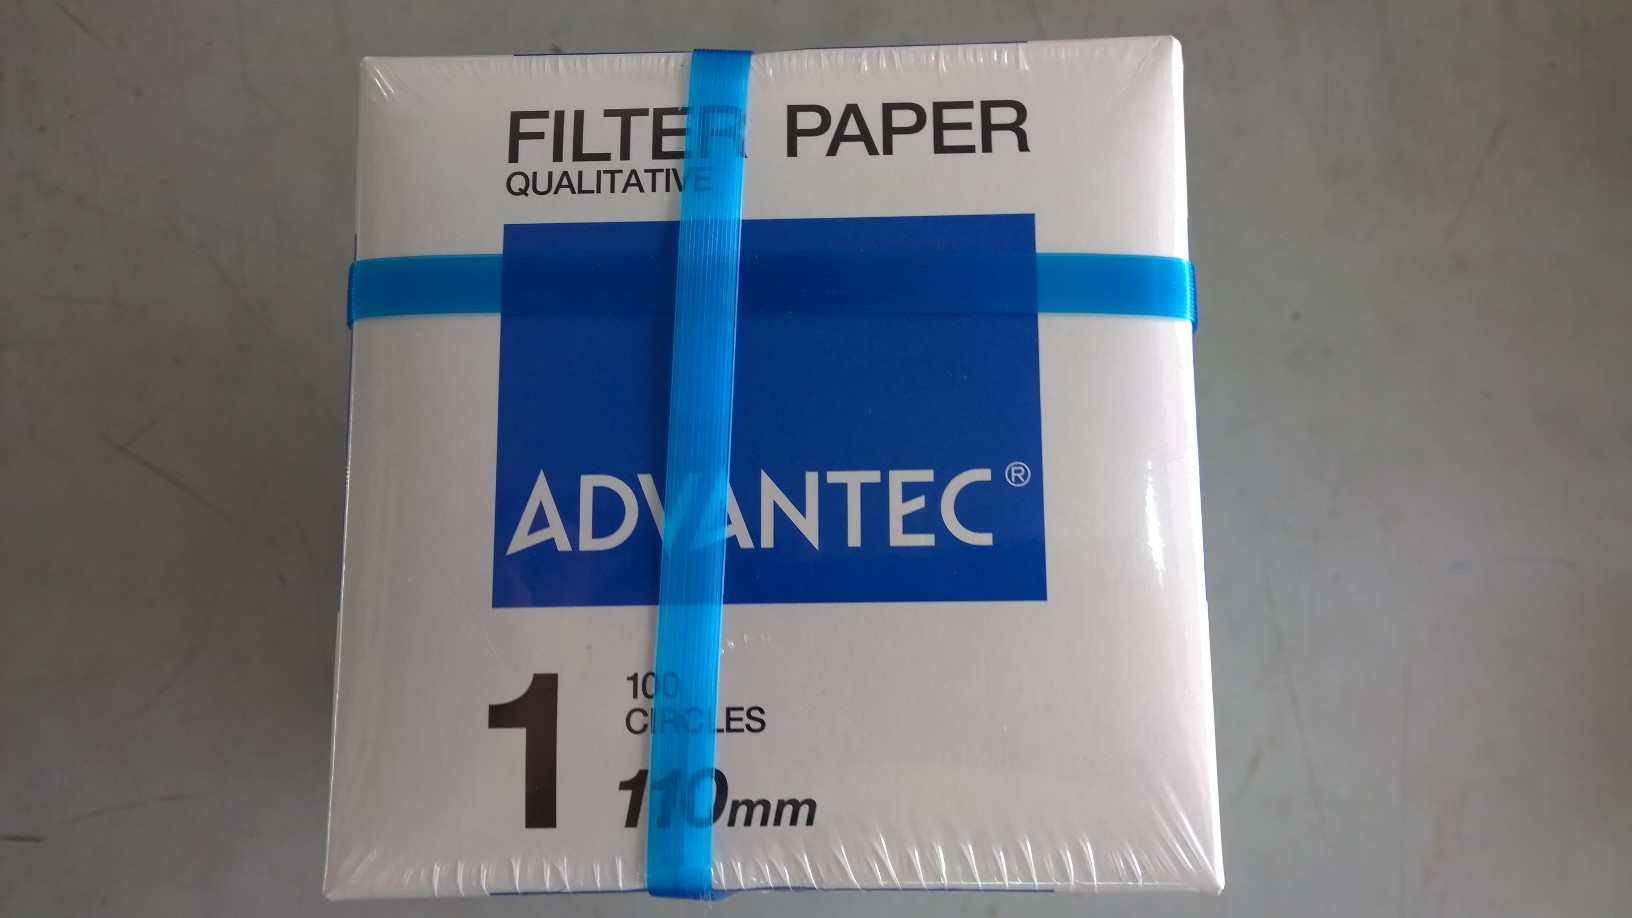 FILTER PAPER
QUALITATIVE
ADVANTEC®
1
100
CIRCLES
110mm